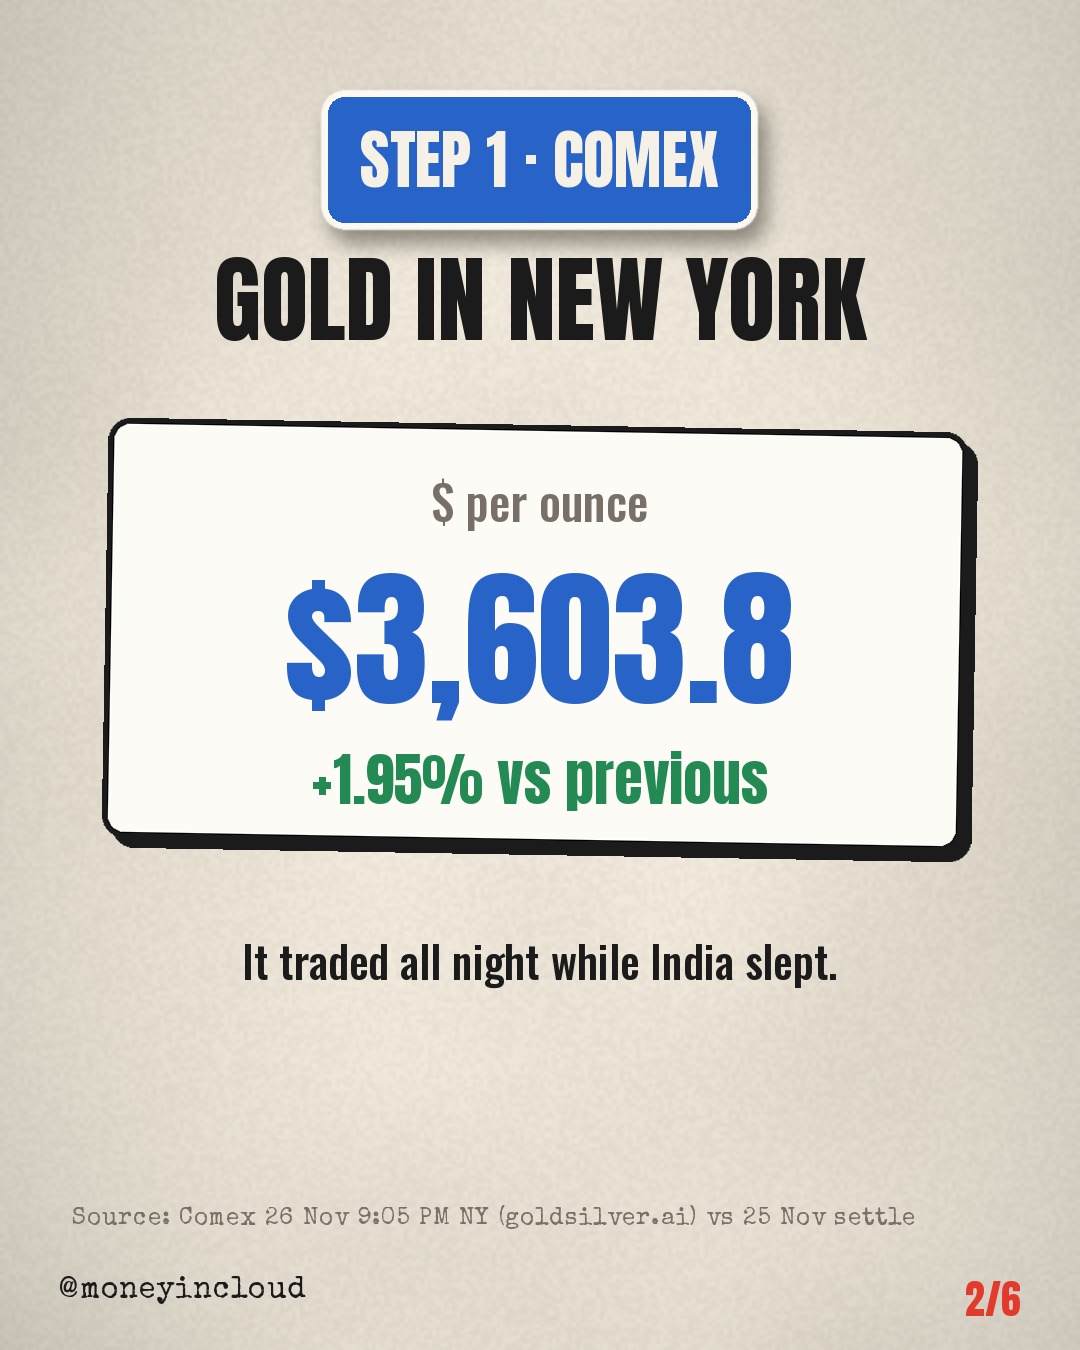 STEP 1 · COMEX
GOLD IN NEW YORK
$ per ounce
$3,603.8
+1.95% vs previous
It traded all night while India slept.
Source: Comex 26 Nov 9:05 PM NY (goldsilver.ai) vs 25 Nov settle
@moneyincloud
2/6